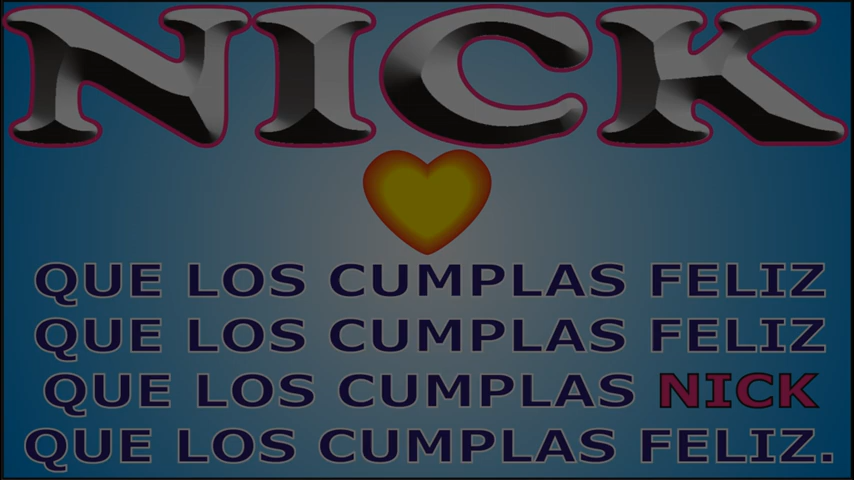 NICK
QUE LOS CUMPLAS FELIZ
QUE LOS CUMPLAS FELIZ
QUE LOS CUMPLAS NICK
QUE LOS CUMPLAS FELIZ.